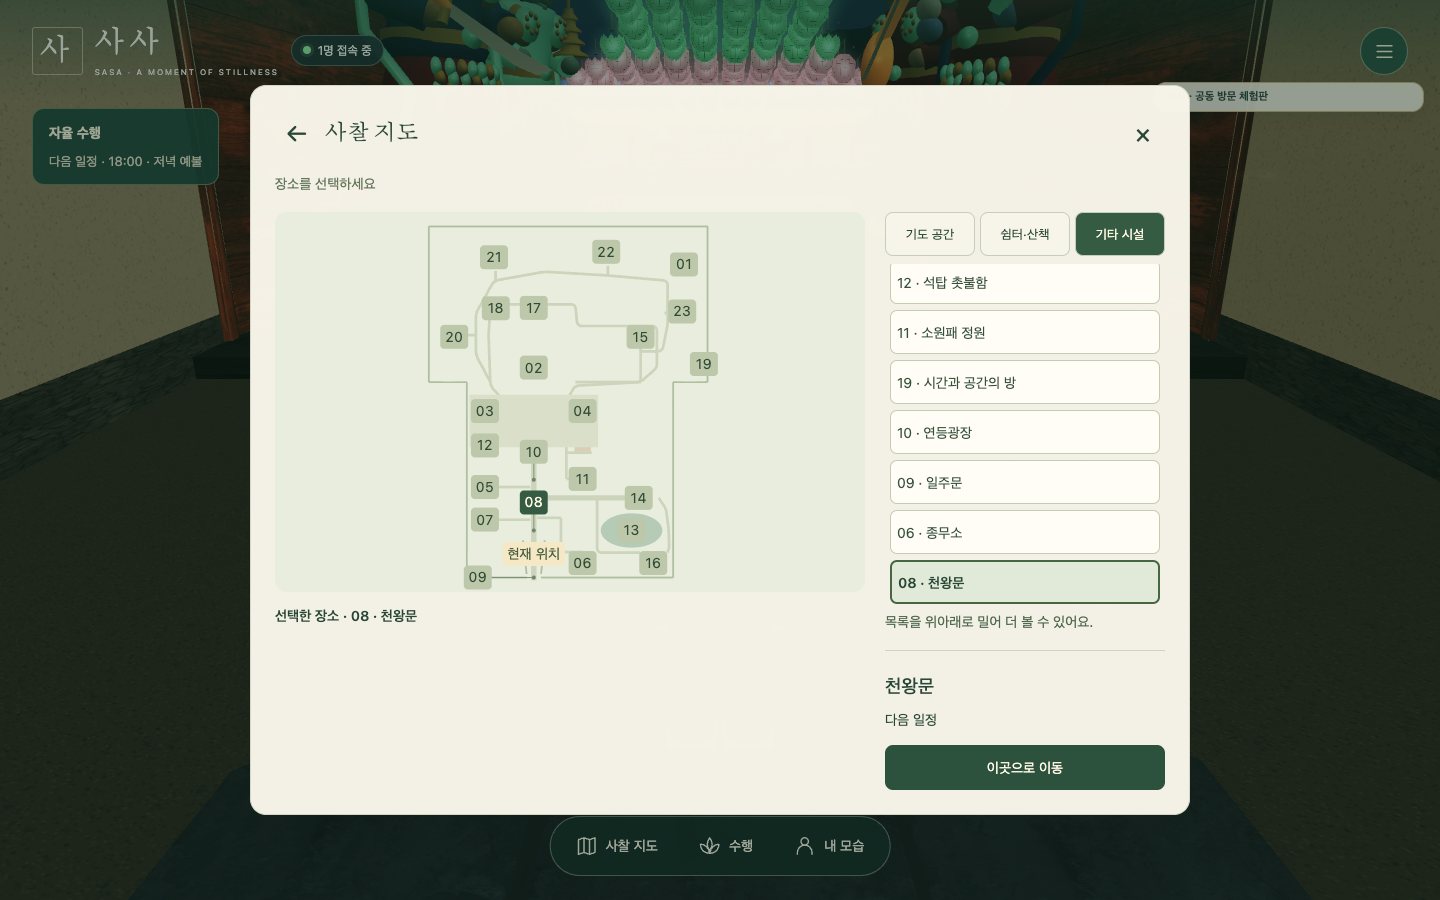 사 사사
SASA · A MOMENT OF STILLNESS
1명 접속 중
· 공동 방문 체험판
자율 수행
다음 일정 · 18:00 · 저녁 예불
사찰 지도
장소를 선택하세요
기도 공간
쉼터·산책
기타 시설
21
22
01
18
17
23
20
15
02
19
03
04
12
10
11
05
08
14
07
13
현재 위치
06
16
09
12 · 석탑 촛불함
11 · 소원패 정원
19 · 시간과 공간의 방
10 · 연등광장
09 · 일주문
06 · 종무소
08 · 천왕문
선택한 장소 · 08 · 천왕문
목록을 위아래로 밀어 더 볼 수 있어요.
천왕문
다음 일정
이곳으로 이동
사찰 지도
수행
내 모습